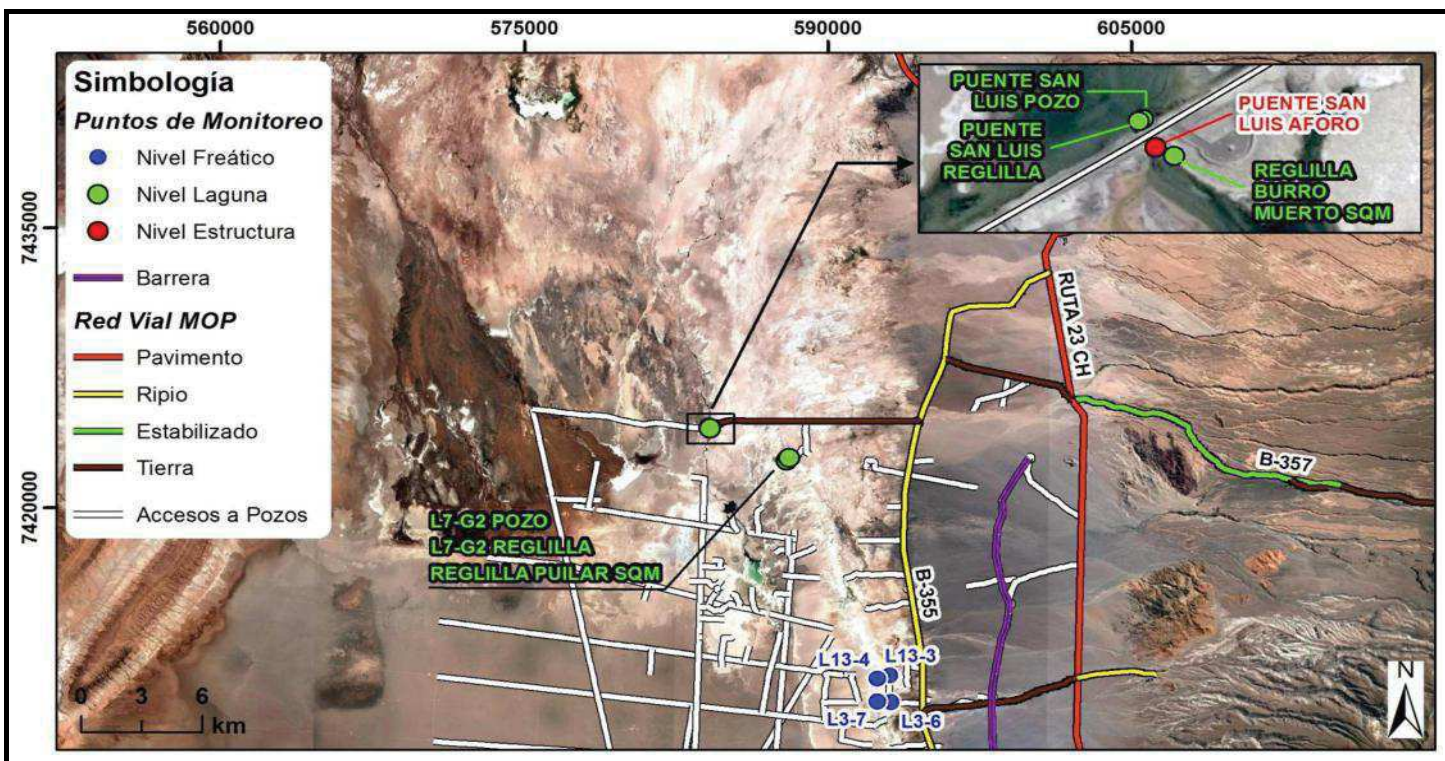 560000
575000
590000
605000
7435000
7420000
Simbología
Puntos de Monitoreo
Nivel Freático
Nivel Laguna
Nivel Estructura
Barrera
Red Vial MOP
Pavimento
Ripio
Estabilizado
Tierra
Accesos a Pozos
0 3 6
km
PUENTE SAN
LUIS POZO
PUENTE
SAN LUIS
REGLILLA
PUENTE SAN
LUIS AFORO
REGLILLA
BURRO
MUERTO SQM
RUTA 23 CH
B-357
B-355
L7-G2 POZO
L7-G2 REGLILLA
REGLILLA PUILAR SQM
L13-4
L13-3
L3-7
L3-6
N